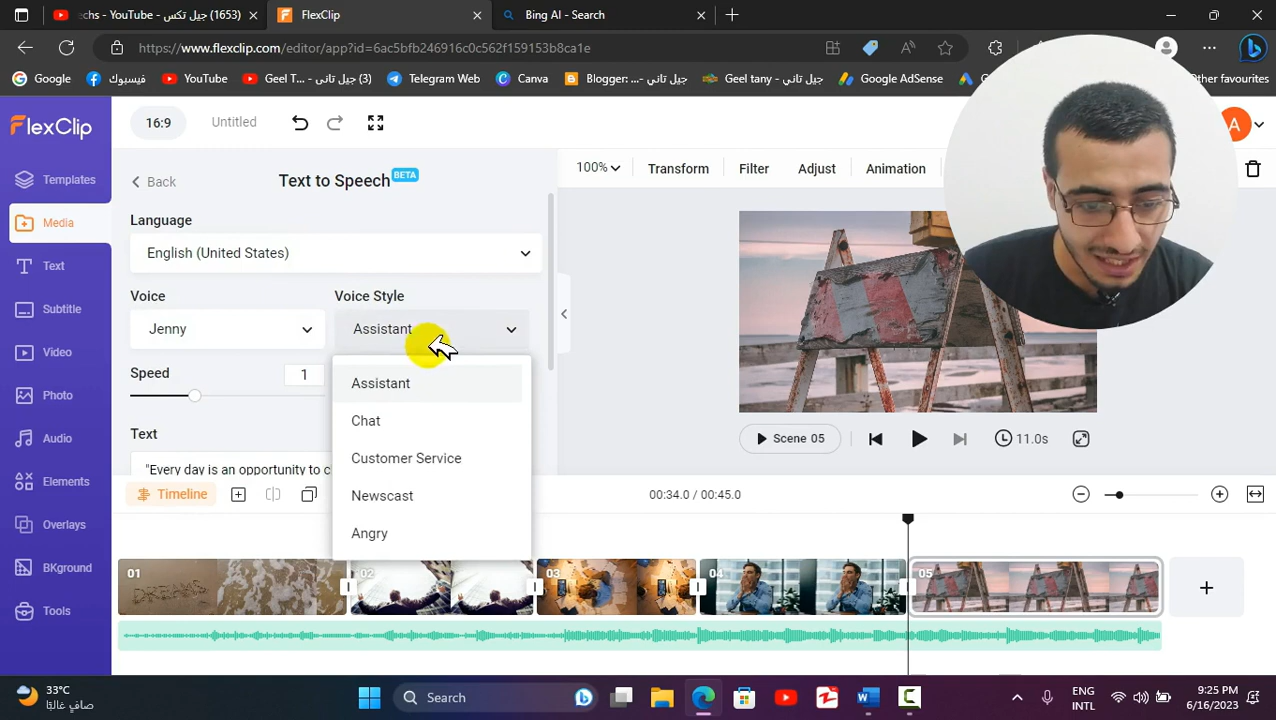 (1653) جيل تكس - YouTube - echs
FlexClip
Bing AI - Search
https://www.flexclip.com/editor/app?id=6ac5bfb246916c0c562f159153b8ca1e
Google
فيسبوك
YouTube
Geel T... - جيل تاني (3)
Telegram Web
Canva
Blogger: ...- جيل تاني
Geel tany - جيل تاني
Google AdSense
Other favourites
FlexClip
16:9
Untitled
A
Templates
Media
Text
Subtitle
Video
Photo
Audio
Elements
Overlays
BKground
Tools
Back
Text to Speech BETA
Language
English (United States)
Voice
Voice Style
Jenny
Assistant
Speed
1
Assistant
Chat
Customer Service
Newscast
Angry
Text
"Every day is an opportunity to c
100%
Transform
Filter
Adjust
Animation
Scene 05
11.0s
Timeline
00:34.0 / 00:45.0
01
02
03
04
05
DREAMS
33°C
صافٍ غالبًا
Search
ENG
INTL
9:25 PM
6/16/2023